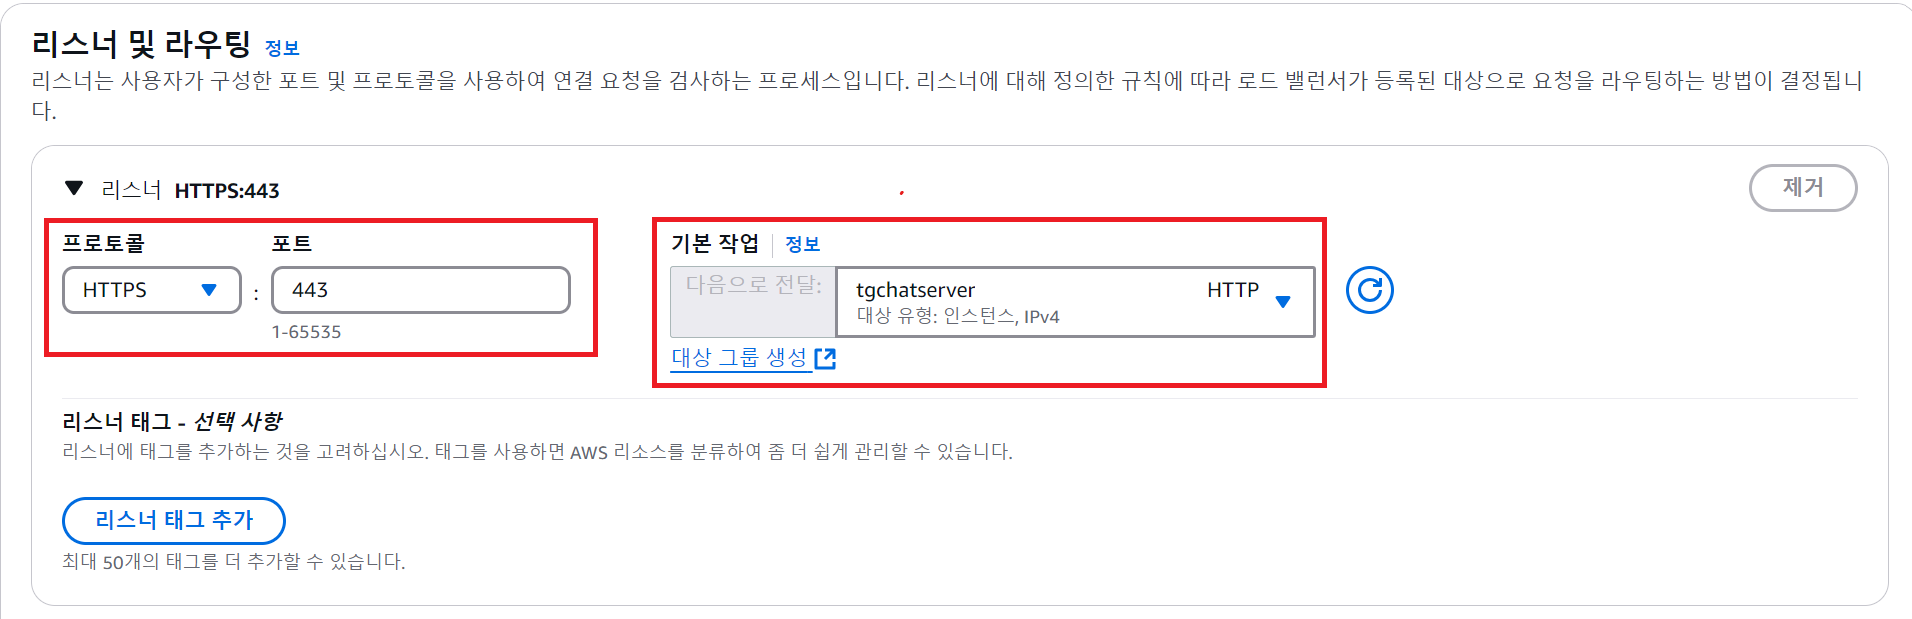 리스너 및 라우팅 정보
리스너는 사용자가 구성한 포트 및 프로토콜을 사용하여 연결 요청을 검사하는 프로세스입니다. 리스너에 대해 정의한 규칙에 따라 로드 밸런서가 등록된 대상으로 요청을 라우팅하는 방법이 결정됩니
다.
리스너 HTTPS:443
제거
프로토콜 포트
HTTPS : 443
1-65535
기본 작업 정보
다음으로 전달:
tgchatserver HTTP
대상 유형: 인스턴스, IPv4
대상 그룹 생성
리스너 태그 - 선택 사항
리스너에 태그를 추가하는 것을 고려하십시오. 태그를 사용하면 AWS 리소스를 분류하여 좀 더 쉽게 관리할 수 있습니다.
리스너 태그 추가
최대 50개의 태그를 더 추가할 수 있습니다.